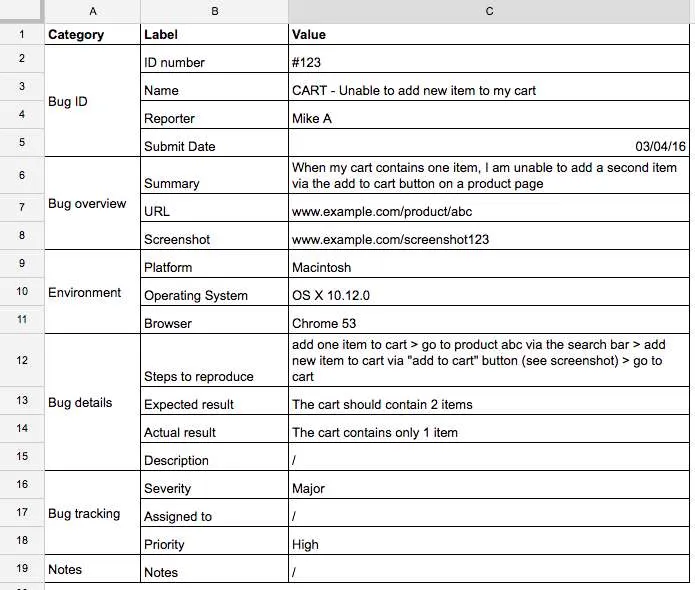 A B C
1 Category Label Value
2 ID number #123
3 Name CART - Unable to add new item to my cart
Bug ID
4 Reporter Mike A
5 Submit Date 03/04/16
6 When my cart contains one item, I am unable to add a second item
Summary via the add to cart button on a product page
Bug overview
7 URL www.example.com/product/abc
8 Screenshot www.example.com/screenshot123
9 Platform Macintosh
10 Environment Operating System OS X 10.12.0
11 Browser Chrome 53
add one item to cart > go to product abc via the search bar > add
12 new item to cart via "add to cart" button (see screenshot) > go to
Steps to reproduce cart
13 Bug details Expected result The cart should contain 2 items
14 Actual result The cart contains only 1 item
15 Description /
16 Severity Major
17 Bug tracking Assigned to /
18 Priority High
19 Notes Notes /